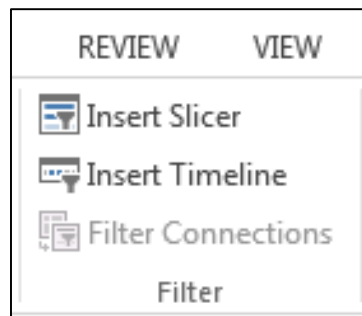 REVIEW VIEW
Insert Slicer
Insert Timeline
Filter Connections
Filter